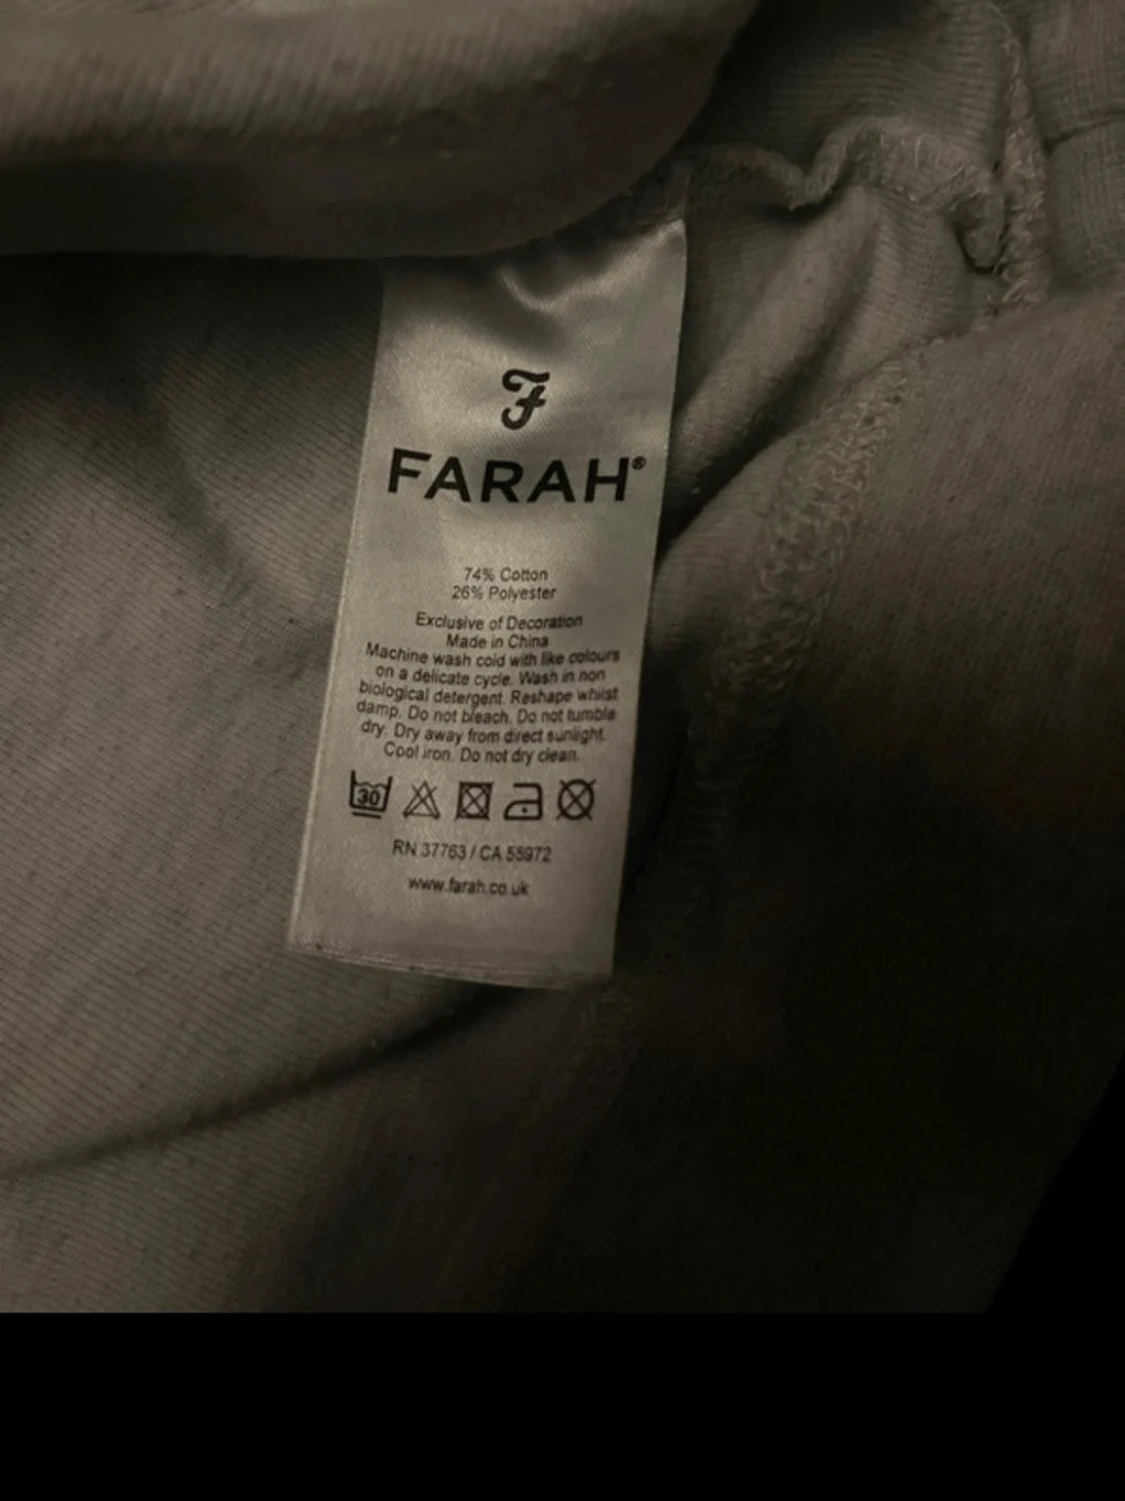 F
FARAH®
74% Cotton
26% Polyester
Exclusive of Decoration
Made in China
Machine wash cold with like colours
on a delicate cycle. Wash in non
biological detergent. Reshape whilst
damp. Do not bleach. Do not tumble
dry. Dry away from direct sunlight.
Cool iron. Do not dry clean.
30
RN 37763 / CA 55972
www.farah.co.uk